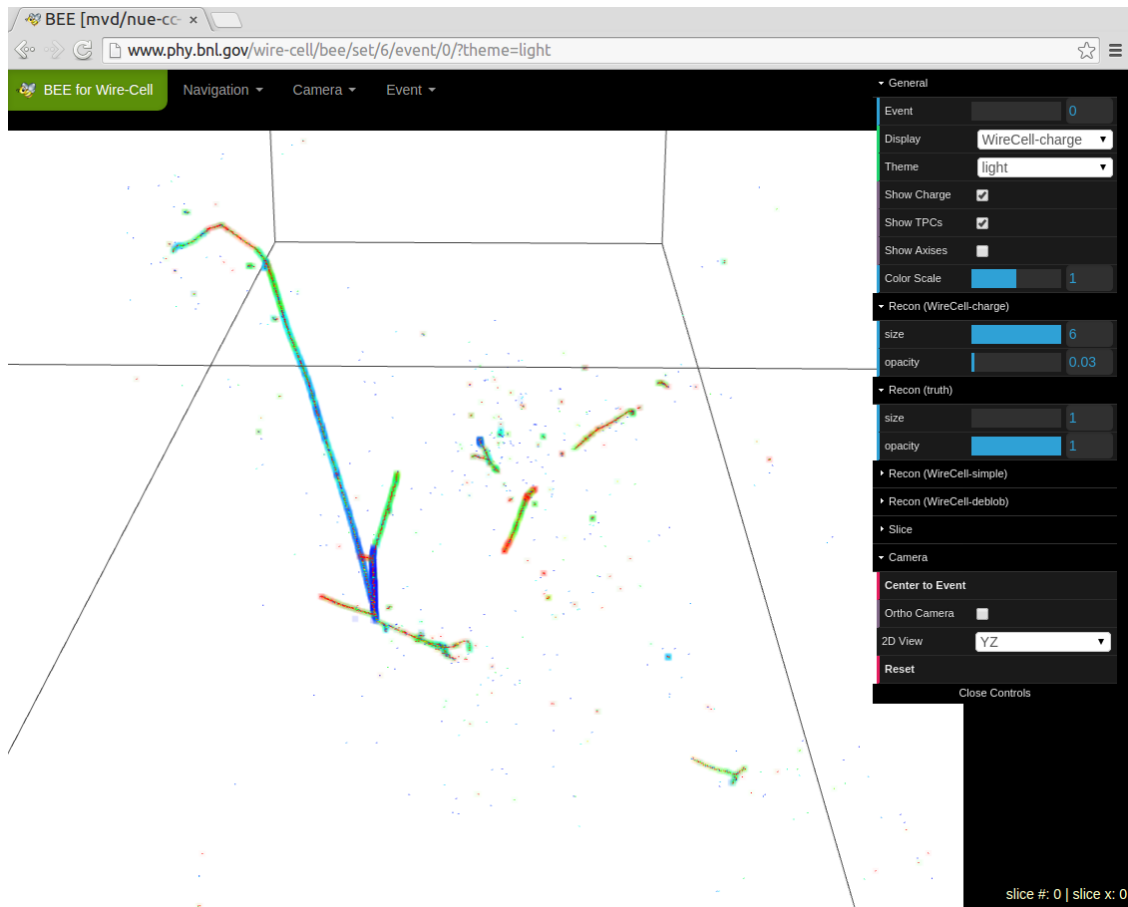 BEE [mvd/nue-cc- ×
www.phy.bnl.gov/wire-cell/bee/set/6/event/0/?theme=light
BEE for Wire-Cell Navigation Camera Event
General
Event 0
Display WireCell-charge
Theme light
Show Charge
Show TPCs
Show Axises
Color Scale 1
Recon (WireCell-charge)
size 6
opacity 0.03
Recon (truth)
size 1
opacity 1
Recon (WireCell-simple)
Recon (WireCell-deblob)
Slice
Camera
Center to Event
Ortho Camera
2D View YZ
Reset
Close Controls
slice #: 0 | slice x: 0